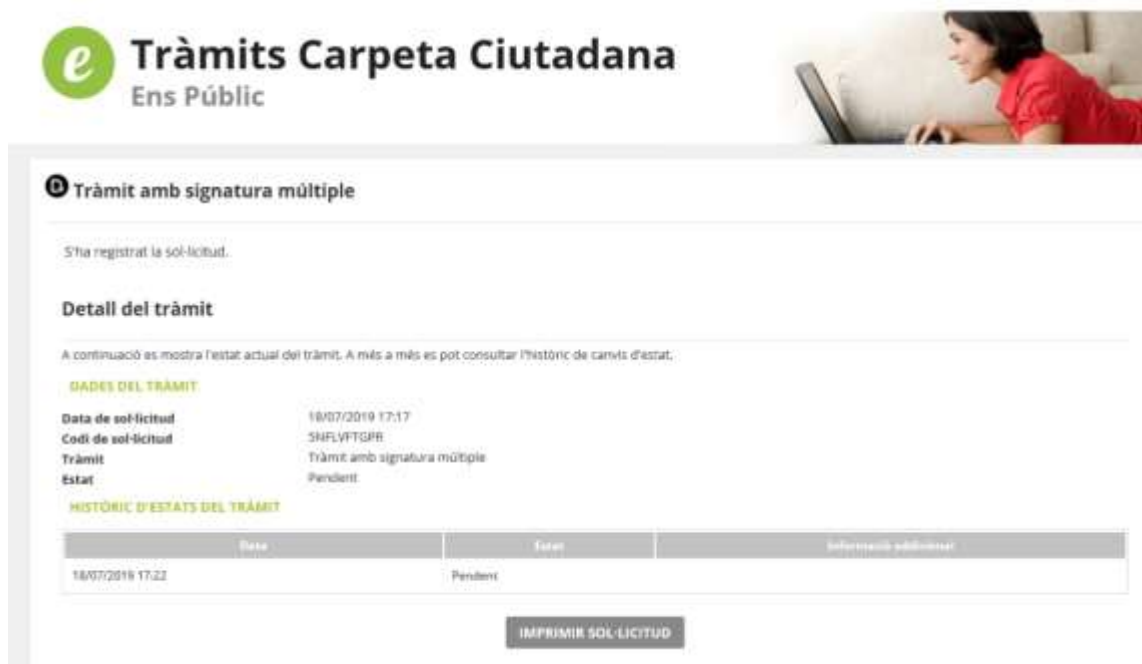 e
Tràmits Carpeta Ciutadana
Ens Públic
D Tràmit amb signatura múltiple
S'ha registrat la sol·licitud.
Detall del tràmit
A continuació es mostra l'estat actual del tràmit. A més a més es pot consultar l'històric de canvis d'estat.
DADES DEL TRÀMIT
Data de sol·licitud 18/07/2019 17:17
Codi de sol·licitud
Tràmit Tràmit amb signatura múltiple
Estat Pendent
HISTÒRIC D'ESTATS DEL TRÀMIT
Data Estat Informació addicional
18/07/2019 17:22 Pendent
IMPRIMIR SOL·LICITUD